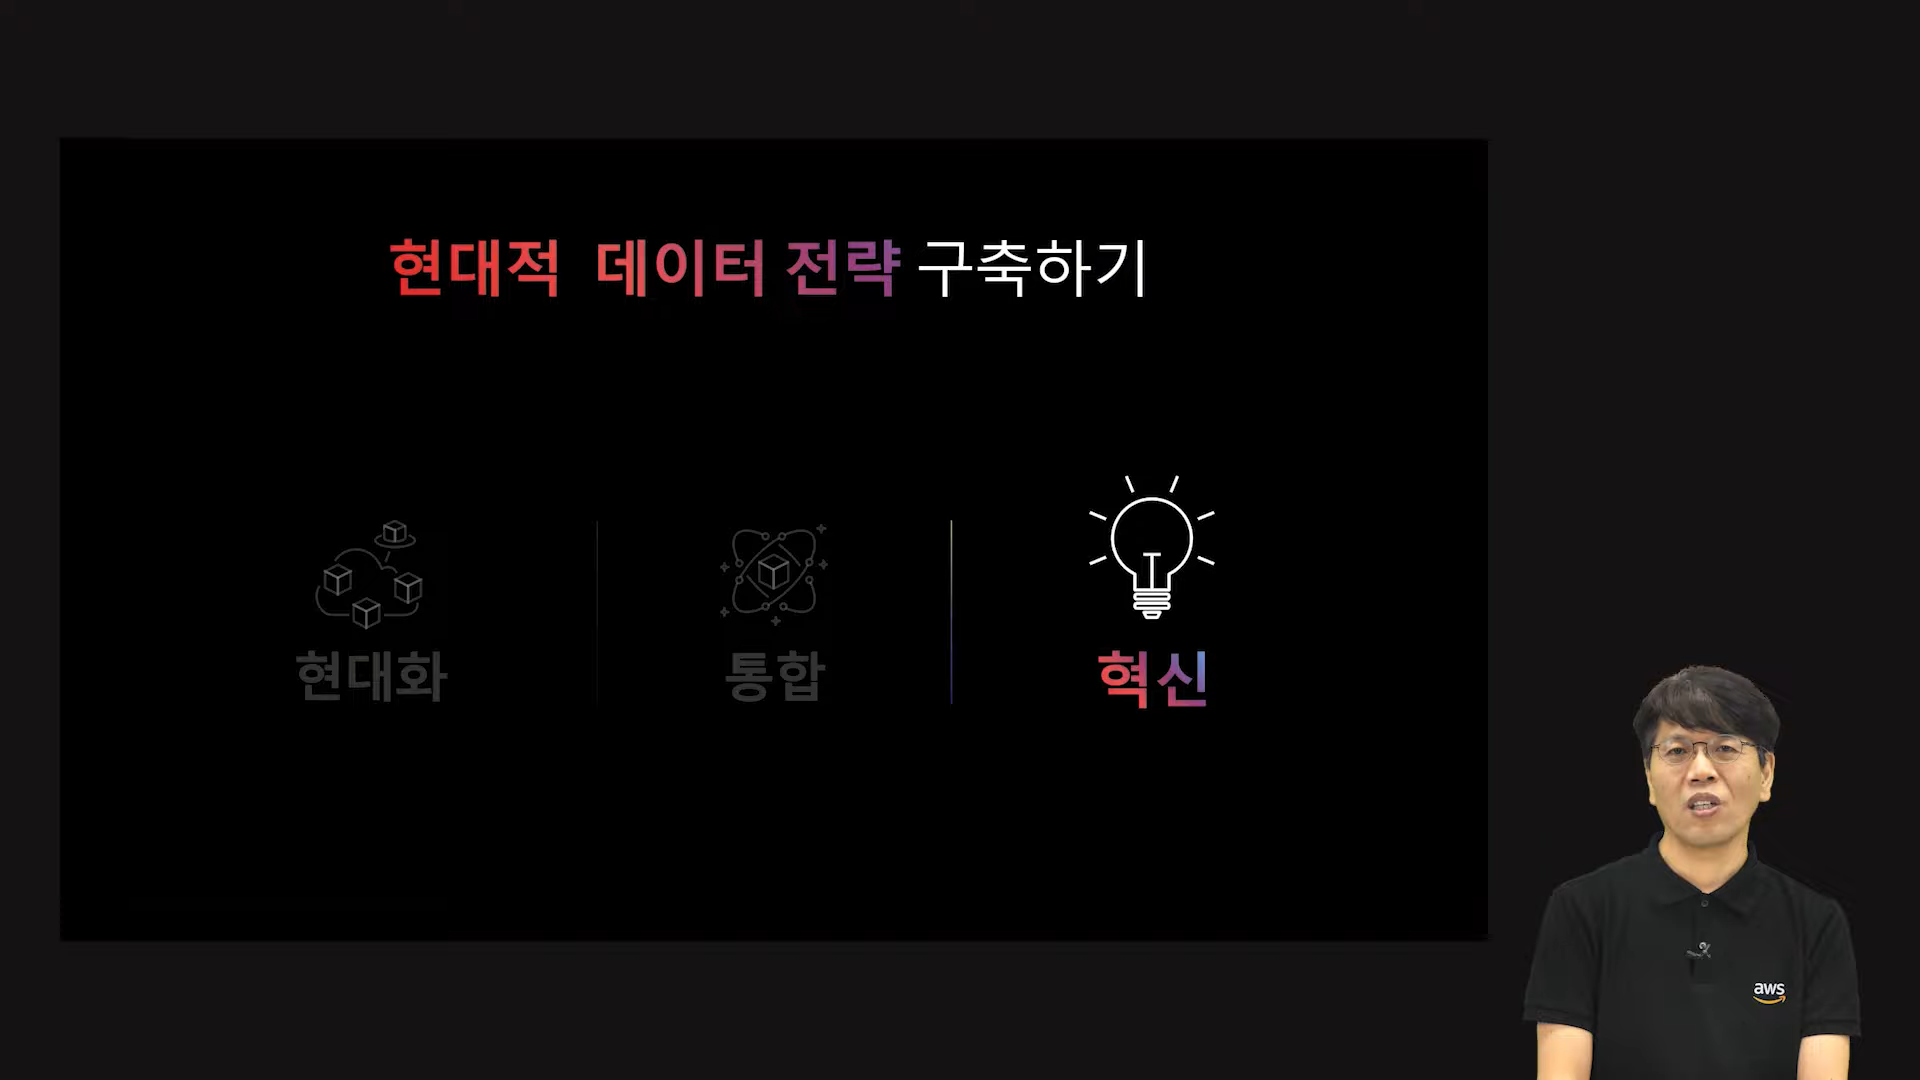 현대적 데이터 전략 구축하기
현대화
통합
혁신
aws